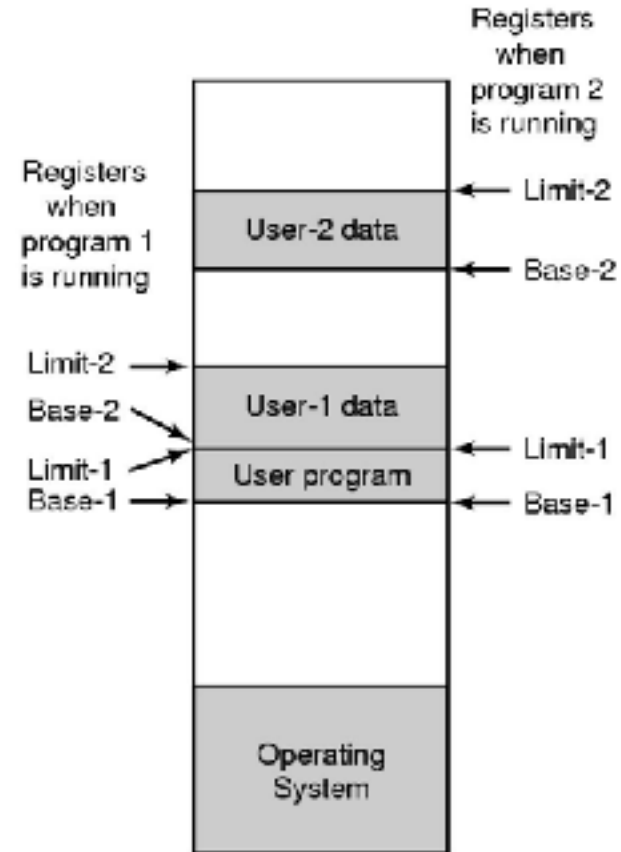 Registers
when
program 2
is running
Registers
when
program 1
is running
Limit-2
User-2 data
Base-2
Limit-2
Base-2
User-1 data
Limit-1
Limit-1
User program
Base-1
Base-1
Operating
System